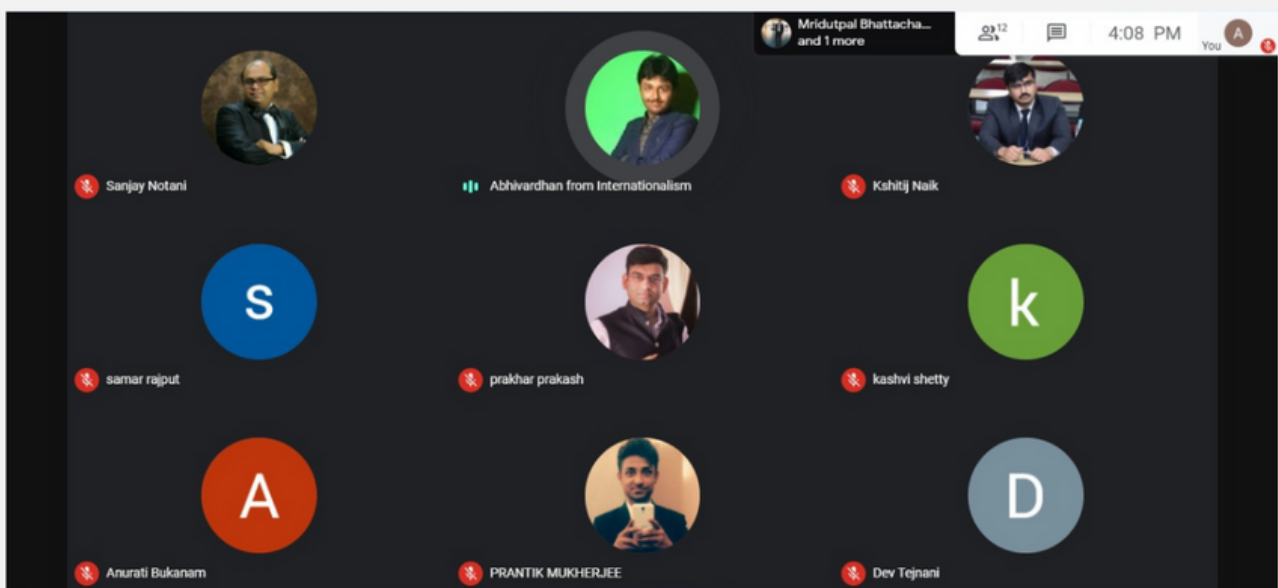 Mridutpal Bhattacha...
and 1 more
12
4:08 PM
You
A
Sanjay Notani
Abhivardhan from Internationalism
Kshitij Naik
s
k
samar rajput
prakhar prakash
kashvi shetty
A
D
Anurati Bukanam
PRANTIK MUKHERJEE
Dev Tejnani